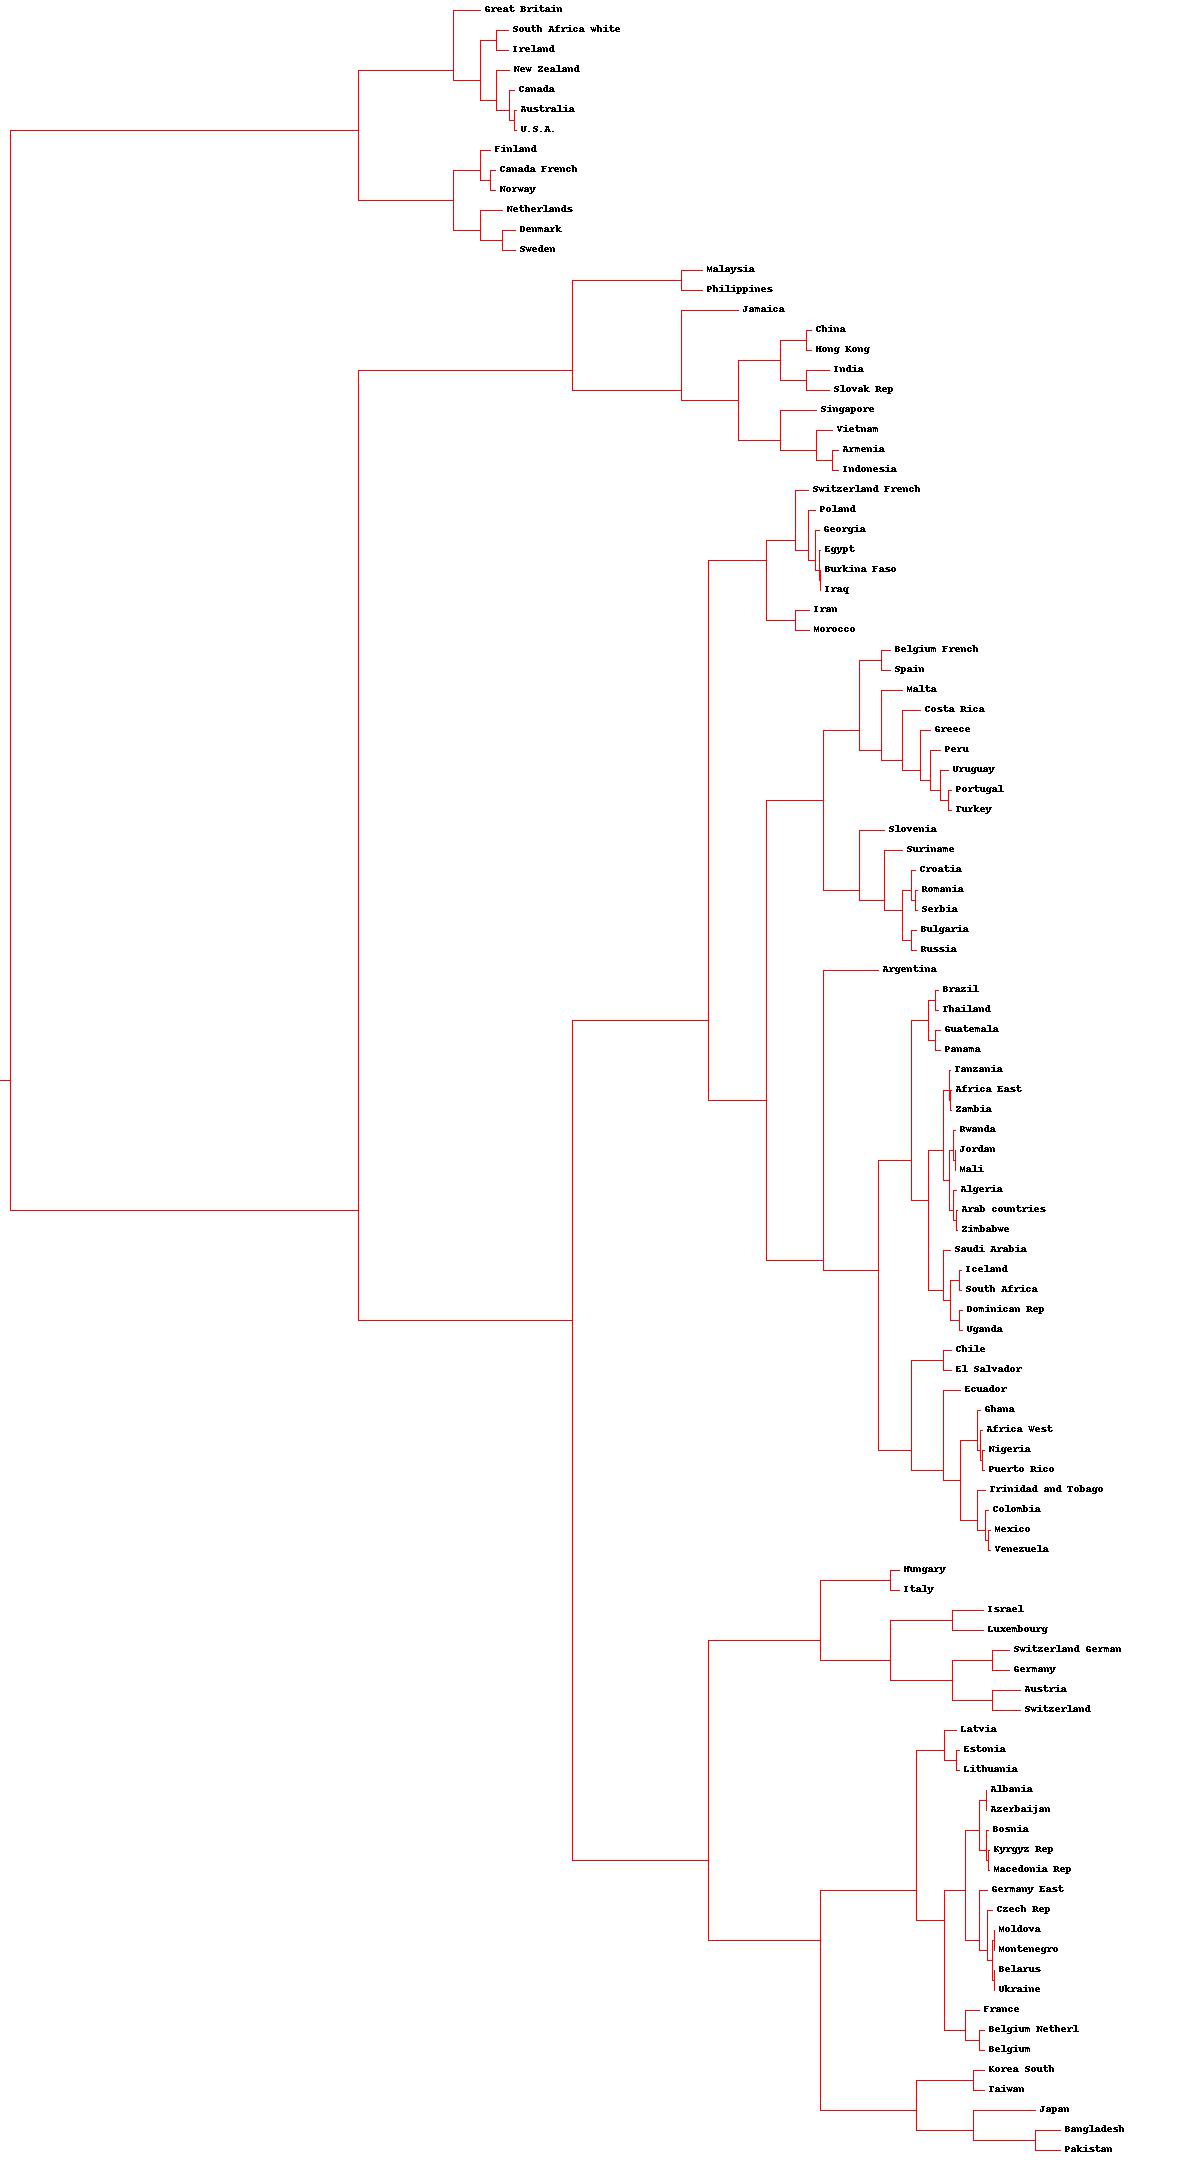 Great Britain
South Africa white
Ireland
New Zealand
Canada
Australia
U.S.A.
Finland
Canada French
Norway
Netherlands
Denmark
Sweden
Malaysia
Philippines
Jamaica
China
Hong Kong
India
Slovak Rep
Singapore
Vietnam
Armenia
Indonesia
Switzerland French
Poland
Georgia
Egypt
Burkina Faso
Iraq
Iran
Morocco
Belgium French
Spain
Malta
Costa Rica
Greece
Peru
Uruguay
Portugal
Turkey
Slovenia
Suriname
Croatia
Romania
Serbia
Bulgaria
Russia
Argentina
Brazil
Thailand
Guatemala
Panama
Tanzania
Africa East
Zambia
Rwanda
Jordan
Mali
Algeria
Arab countries
Zimbabwe
Saudi Arabia
Iceland
South Africa
Dominican Rep
Uganda
Chile
El Salvador
Ecuador
Ghana
Africa West
Nigeria
Puerto Rico
Trinidad and Tobago
Colombia
Mexico
Venezuela
Hungary
Italy
Israel
Luxembourg
Switzerland German
Germany
Austria
Switzerland
Latvia
Estonia
Lithuania
Albania
Azerbaijan
Bosnia
Kyrgyz Rep
Macedonia Rep
Germany East
Czech Rep
Moldova
Montenegro
Belarus
Ukraine
France
Belgium Netherl
Belgium
Korea South
Taiwan
Japan
Bangladesh
Pakistan